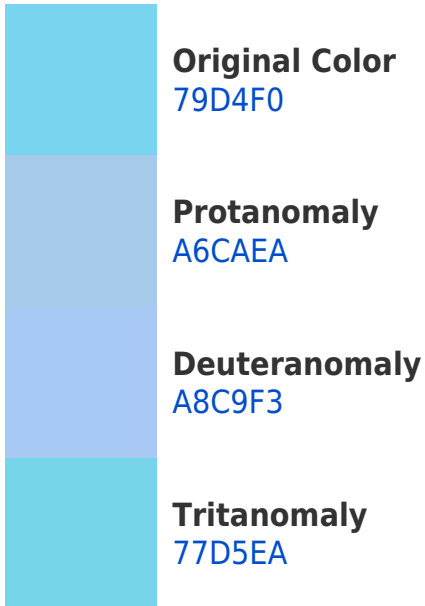 Original Color
79D4F0
Protanomaly
A6CAEA
Deuteranomaly
A8C9F3
Tritanomaly
77D5EA